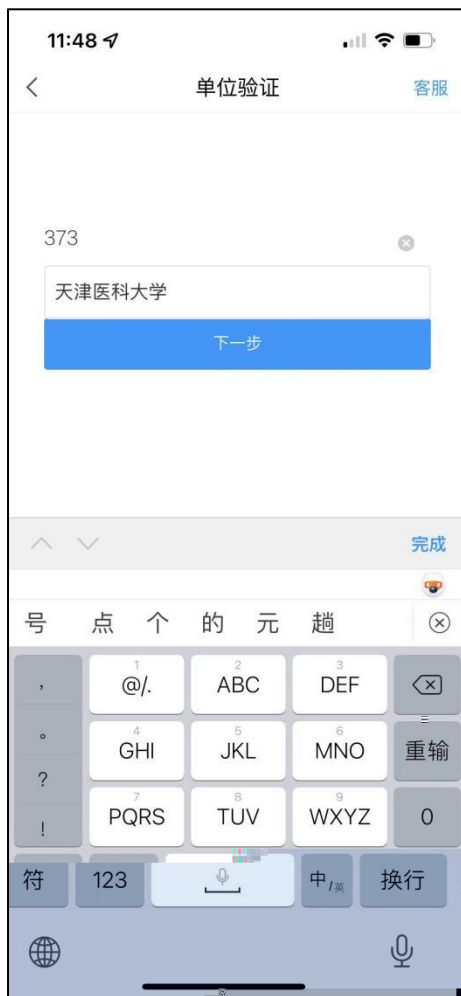 11:48
单位验证 客服
373
天津医科大学
下一步
完成
号 点 个 的 元 趟
, 1 @/. 2 ABC 3 DEF
。 4 GHI 5 JKL 6 MNO 重输
?
! 7 PQRS 8 TUV 9 WXYZ 0
符 123 中/英 换行